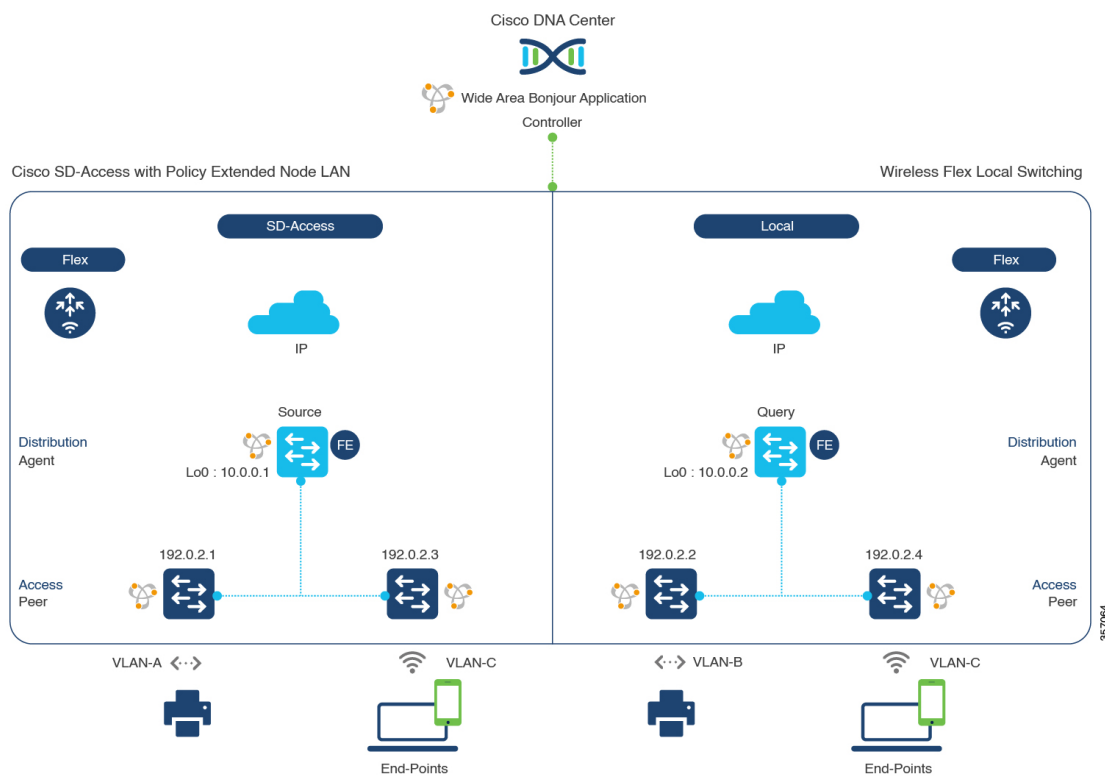 Cisco DNA Center
Wide Area Bonjour Application
Controller
Cisco SD-Access with Policy Extended Node LAN
Wireless Flex Local Switching
SD-Access
Local
Flex
Flex
IP
IP
Source
Query
Distribution
Agent
FE
FE
Distribution
Agent
Lo0 : 10.0.0.1
Lo0 : 10.0.0.2
192.0.2.1
192.0.2.3
192.0.2.2
192.0.2.4
Access
Peer
Access
Peer
357064
VLAN-A
VLAN-C
VLAN-B
VLAN-C
End-Points
End-Points